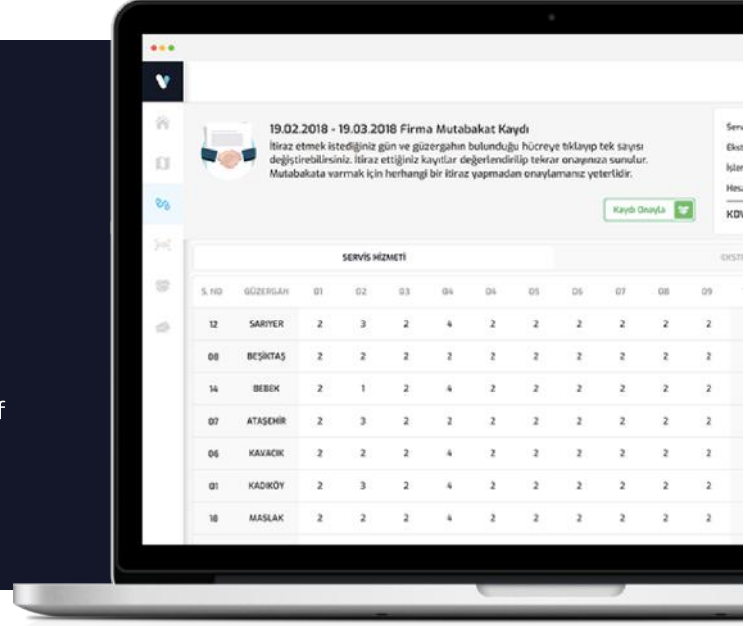 19.02.2018 - 19.03.2018 Firma Mutabakat Kaydı
İtiraz etmek istediğiniz gün ve güzergahın bulunduğu hücreye tıklayıp tek sayısı
değiştirebilirsiniz. İtiraz ettiğiniz kayıtlar değerlendirilip tekrar onayınıza sunulur.
Mutabakata varmak için herhangi bir itiraz yapmadan onaylamanız yeterlidir.
Kaydı Onayla
Serv
Ekst
İşle
Hesa
KDV
SERVİS HİZMETİ
EKSTR
S. NO GÜZERGAH 01 02 03 04 04 05 06 07 08 09
12 SARIYER 2 3 2 4 2 2 2 2 2 2
08 BEŞİKTAŞ 2 2 2 2 2 2 2 2 2 2
14 BEBEK 2 1 2 4 2 2 2 2 2 2
07 ATAŞEHİR 2 3 2 2 2 2 2 2 2 2
06 KAVACIK 2 2 2 4 2 2 2 2 2 2
01 KADIKÖY 2 3 2 4 2 2 2 2 2 2
18 MASLAK 2 2 2 4 2 2 2 2 2 2
f